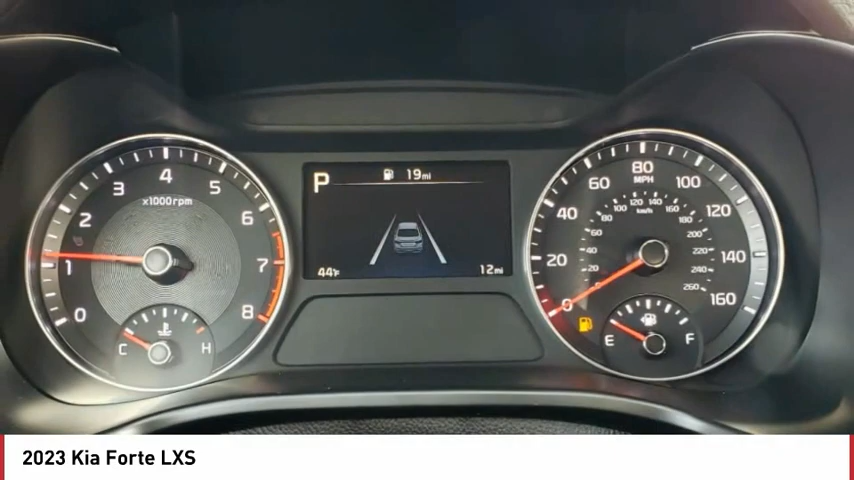 x1000rpm
0 1 2 3 4 5 6 7 8
C H
P 19mi
44°F 12mi
MPH
0 20 40 60 80 100 120 140 160
km/h
0 20 40 60 80 100 120 140 160 180 200 220 240 260
E F
2023 Kia Forte LXS